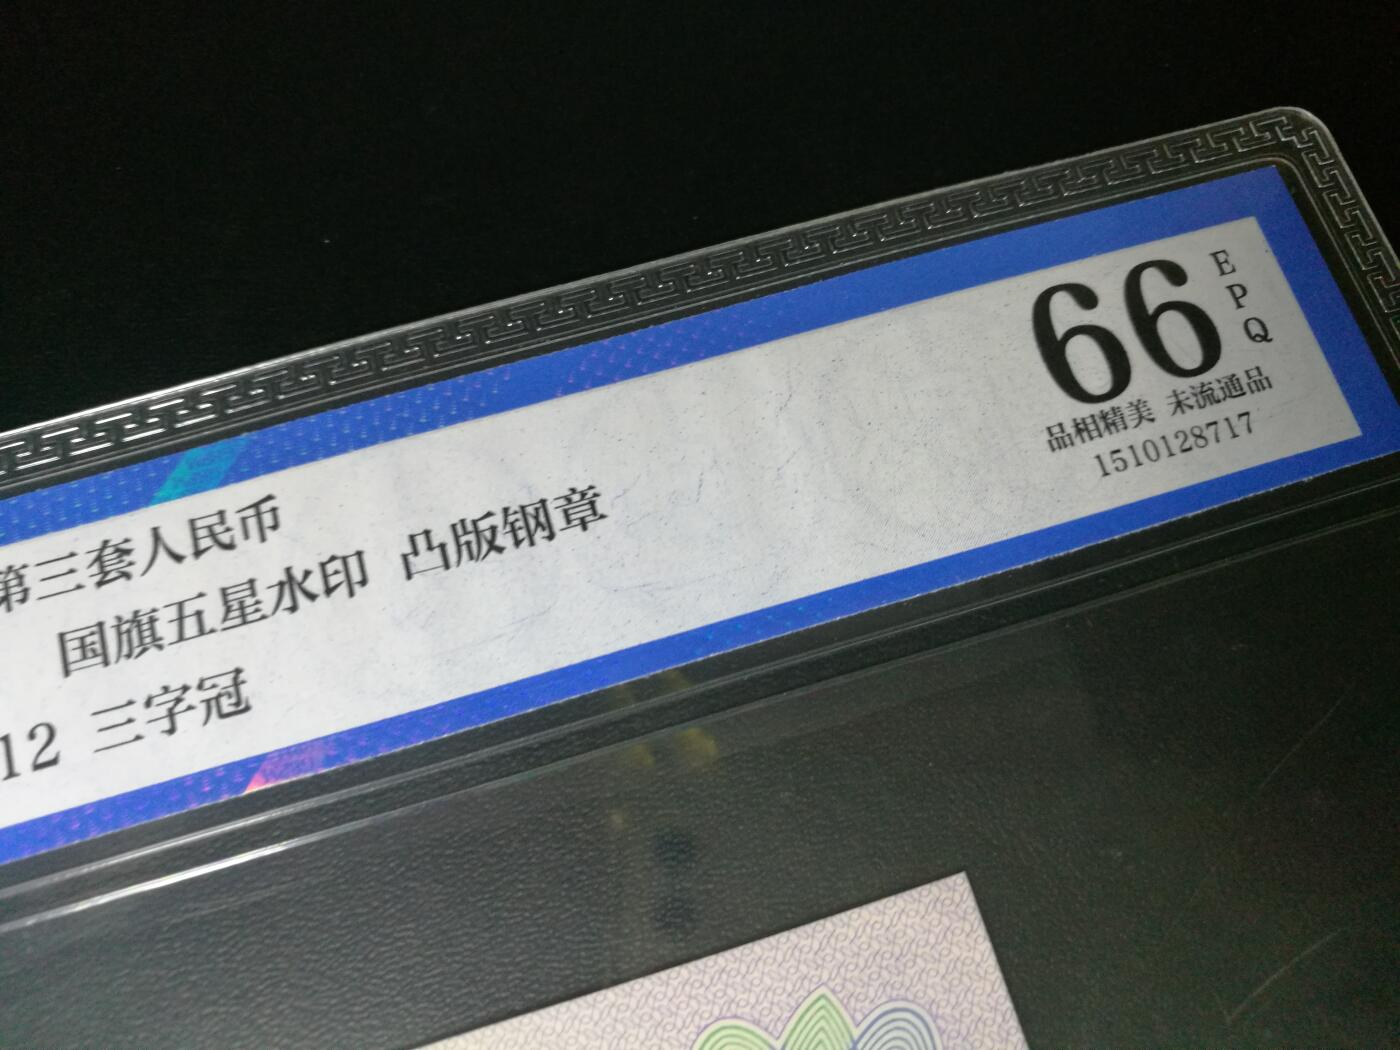 第三套人民币
国旗五星水印 凸版钢章
12 三字冠
66
EPQ
品相精美 未流通品
1510128717